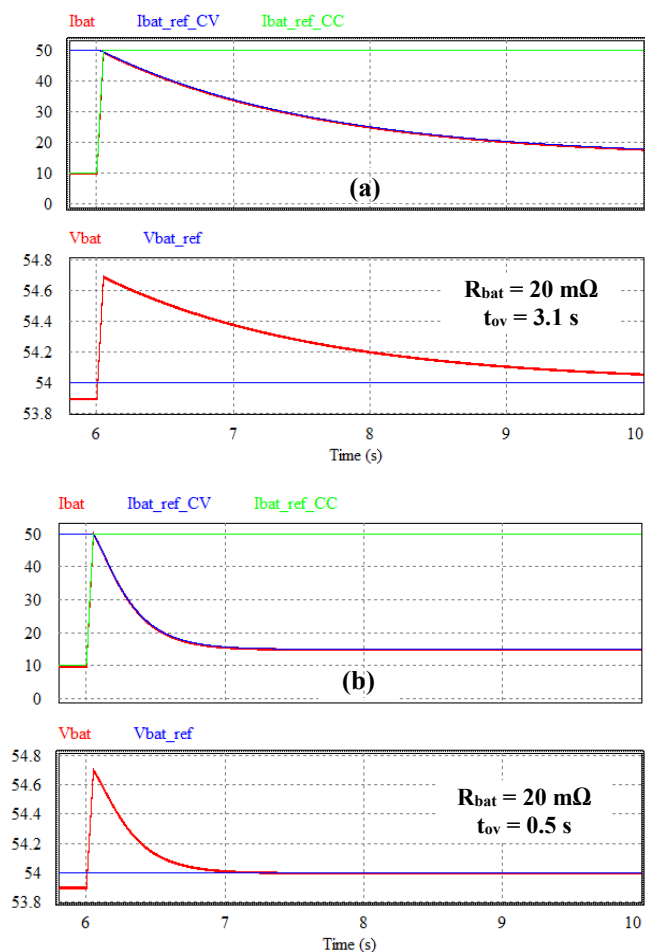 Ibat Ibat_ref_CV Ibat_ref_CC
50
40
30
20
10
0
(a)
Vbat Vbat_ref
54.8
54.6
54.4
54.2
54
53.8
Rbat = 20 mΩ
tov = 3.1 s
6 7 8 9 10
Time (s)
Ibat Ibat_ref_CV Ibat_ref_CC
50
40
30
20
10
0
(b)
Vbat Vbat_ref
54.8
54.6
54.4
54.2
54
53.8
Rbat = 20 mΩ
tov = 0.5 s
6 7 8 9 10
Time (s)